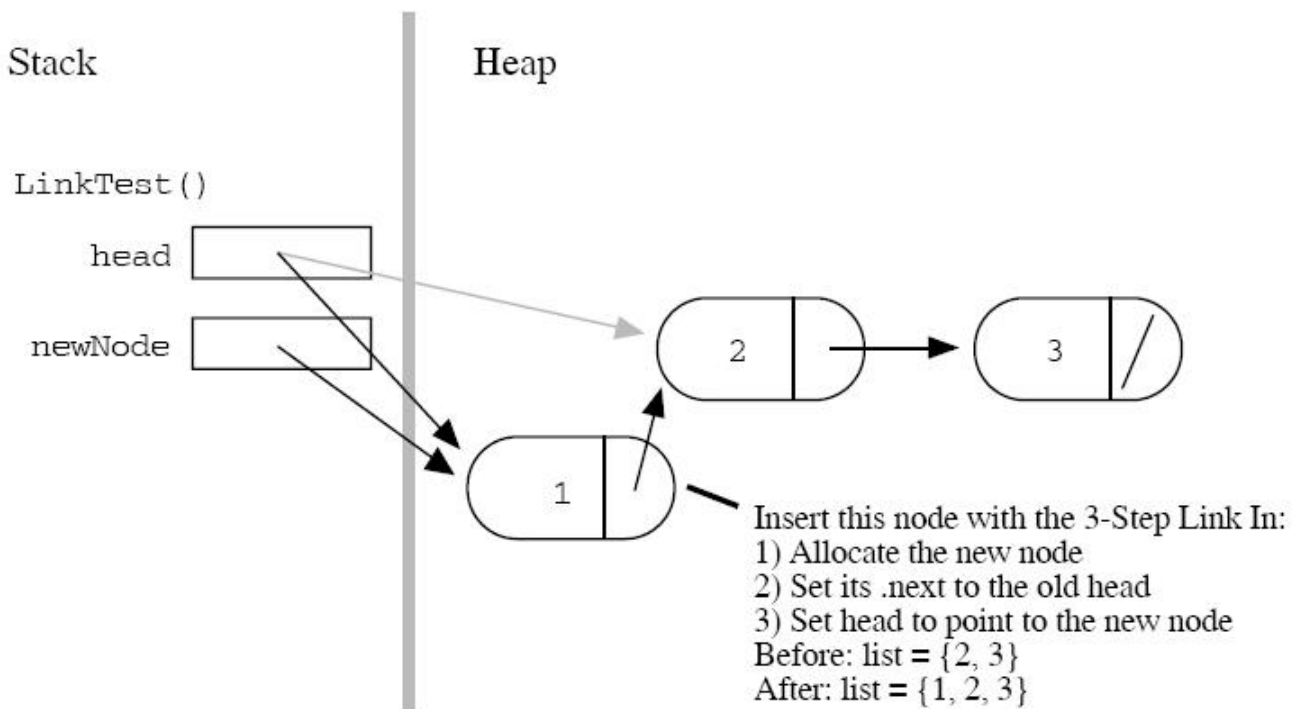 Stack
Heap
LinkTest()
head
newNode
2
3
1
Insert this node with the 3-Step Link In:
1) Allocate the new node
2) Set its .next to the old head
3) Set head to point to the new node
Before: list = {2, 3}
After: list = {1, 2, 3}